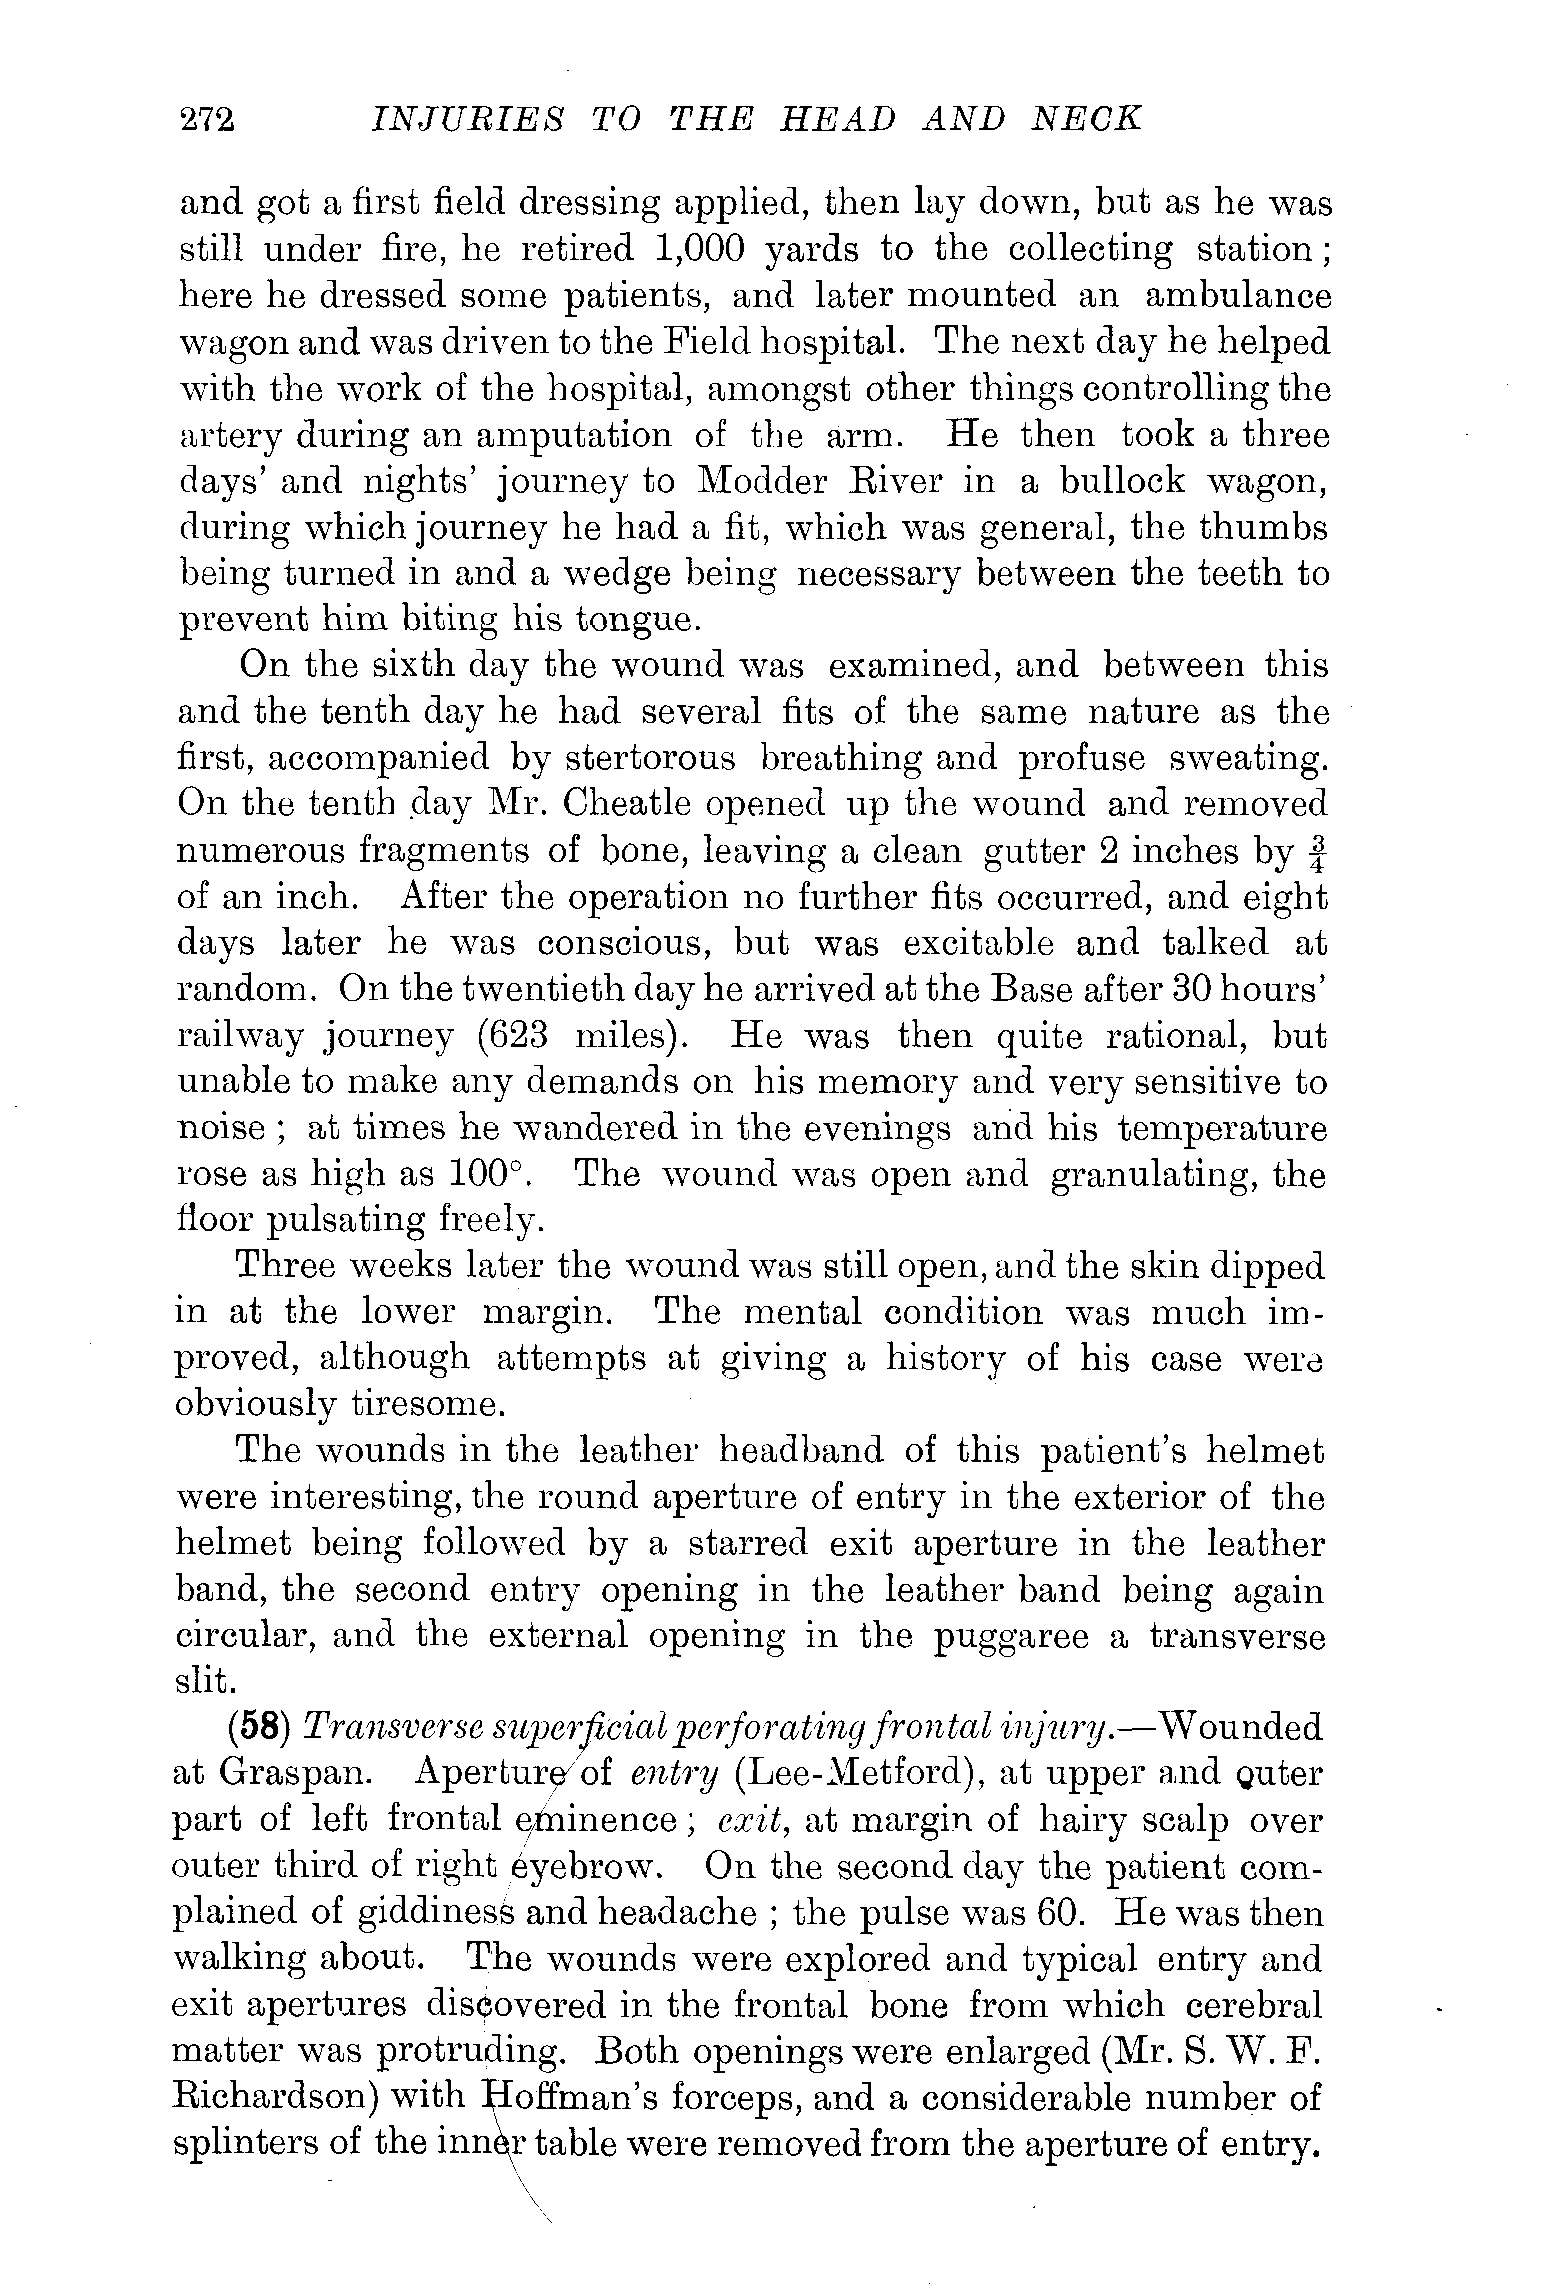 272 INJURIES TO THE HEAD AND NECK
and got a first field dressing applied, then lay down, but as he was
still under fire, he retired 1,000 yards to the collecting station ;
here he dressed some patients, and later mounted an ambulance
wagon and was driven to the Field hospital. The next day he helped
with the work of the hospital, amongst other things controlling the
artery during an amputation of the arm. He then took a three
days' and nights' journey to Modder River in a bullock wagon,
during which journey he had a fit, which was general, the thumbs
being turned in and a wedge being necessary between the teeth to
prevent him biting his tongue.
On the sixth day the wound was examined, and between this
and the tenth day he had several fits of the same nature as the
first, accompanied by stertorous breathing and profuse sweating.
On the tenth day Mr. Cheatle opened up the wound and removed
numerous fragments of bone, leaving a clean gutter 2 inches by ¾
of an inch. After the operation no further fits occurred, and eight
days later he was conscious, but was excitable and talked at
random. On the twentieth day he arrived at the Base after 30 hours'
railway journey (623 miles). He was then quite rational, but
unable to make any demands on his memory and very sensitive to
noise ; at times he wandered in the evenings and his temperature
rose as high as 100°. The wound was open and granulating, the
floor pulsating freely.
Three weeks later the wound was still open, and the skin dipped
in at the lower margin. The mental condition was much im-
proved, although attempts at giving a history of his case were
obviously tiresome.
The wounds in the leather headband of this patient's helmet
were interesting, the round aperture of entry in the exterior of the
helmet being followed by a starred exit aperture in the leather
band, the second entry opening in the leather band being again
circular, and the external opening in the puggaree a transverse
slit.
(58) Transverse superficial perforating frontal injury.—Wounded
at Graspan. Aperture of entry (Lee-Metford), at upper and outer
part of left frontal eminence ; exit, at margin of hairy scalp over
outer third of right eyebrow. On the second day the patient com-
plained of giddiness and headache ; the pulse was 60. He was then
walking about. The wounds were explored and typical entry and
exit apertures discovered in the frontal bone from which cerebral
matter was protruding. Both openings were enlarged (Mr. S. W. F.
Richardson) with Hoffman's forceps, and a considerable number of
splinters of the inner table were removed from the aperture of entry.